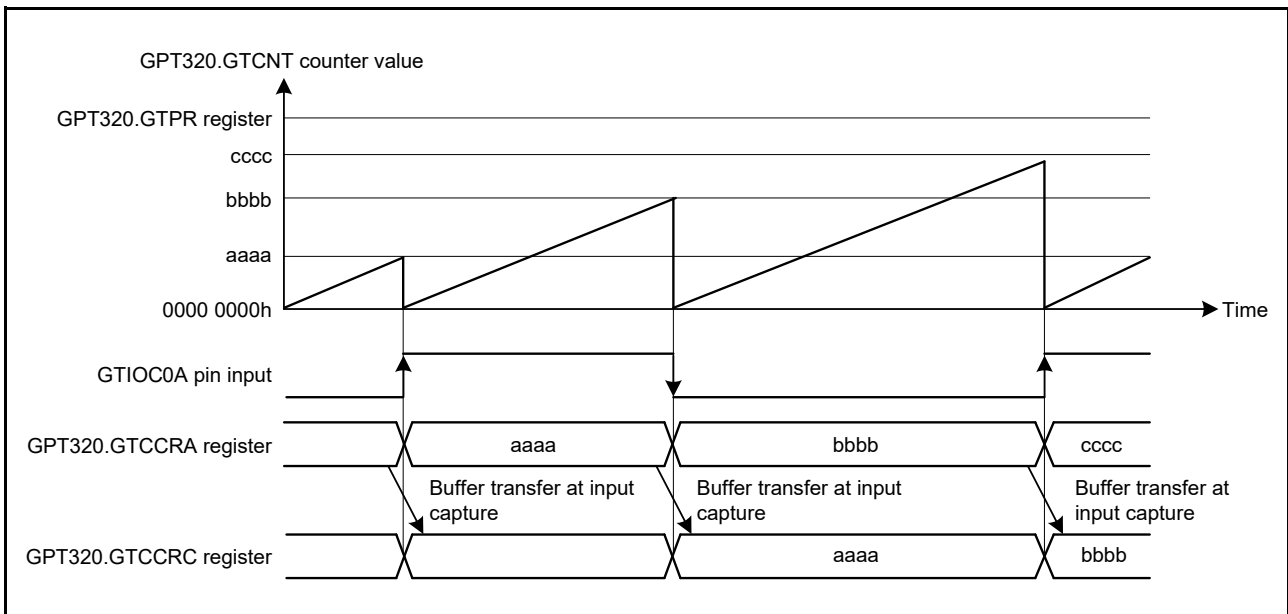 GPT320.GTCNT counter value
GPT320.GTPR register
cccc
bbbb
aaaa
0000 0000h
Time
GTIOC0A pin input
GPT320.GTCCRA register
aaaa
bbbb
cccc
Buffer transfer at input
capture
Buffer transfer at input
capture
Buffer transfer at
input capture
GPT320.GTCCRC register
aaaa
bbbb